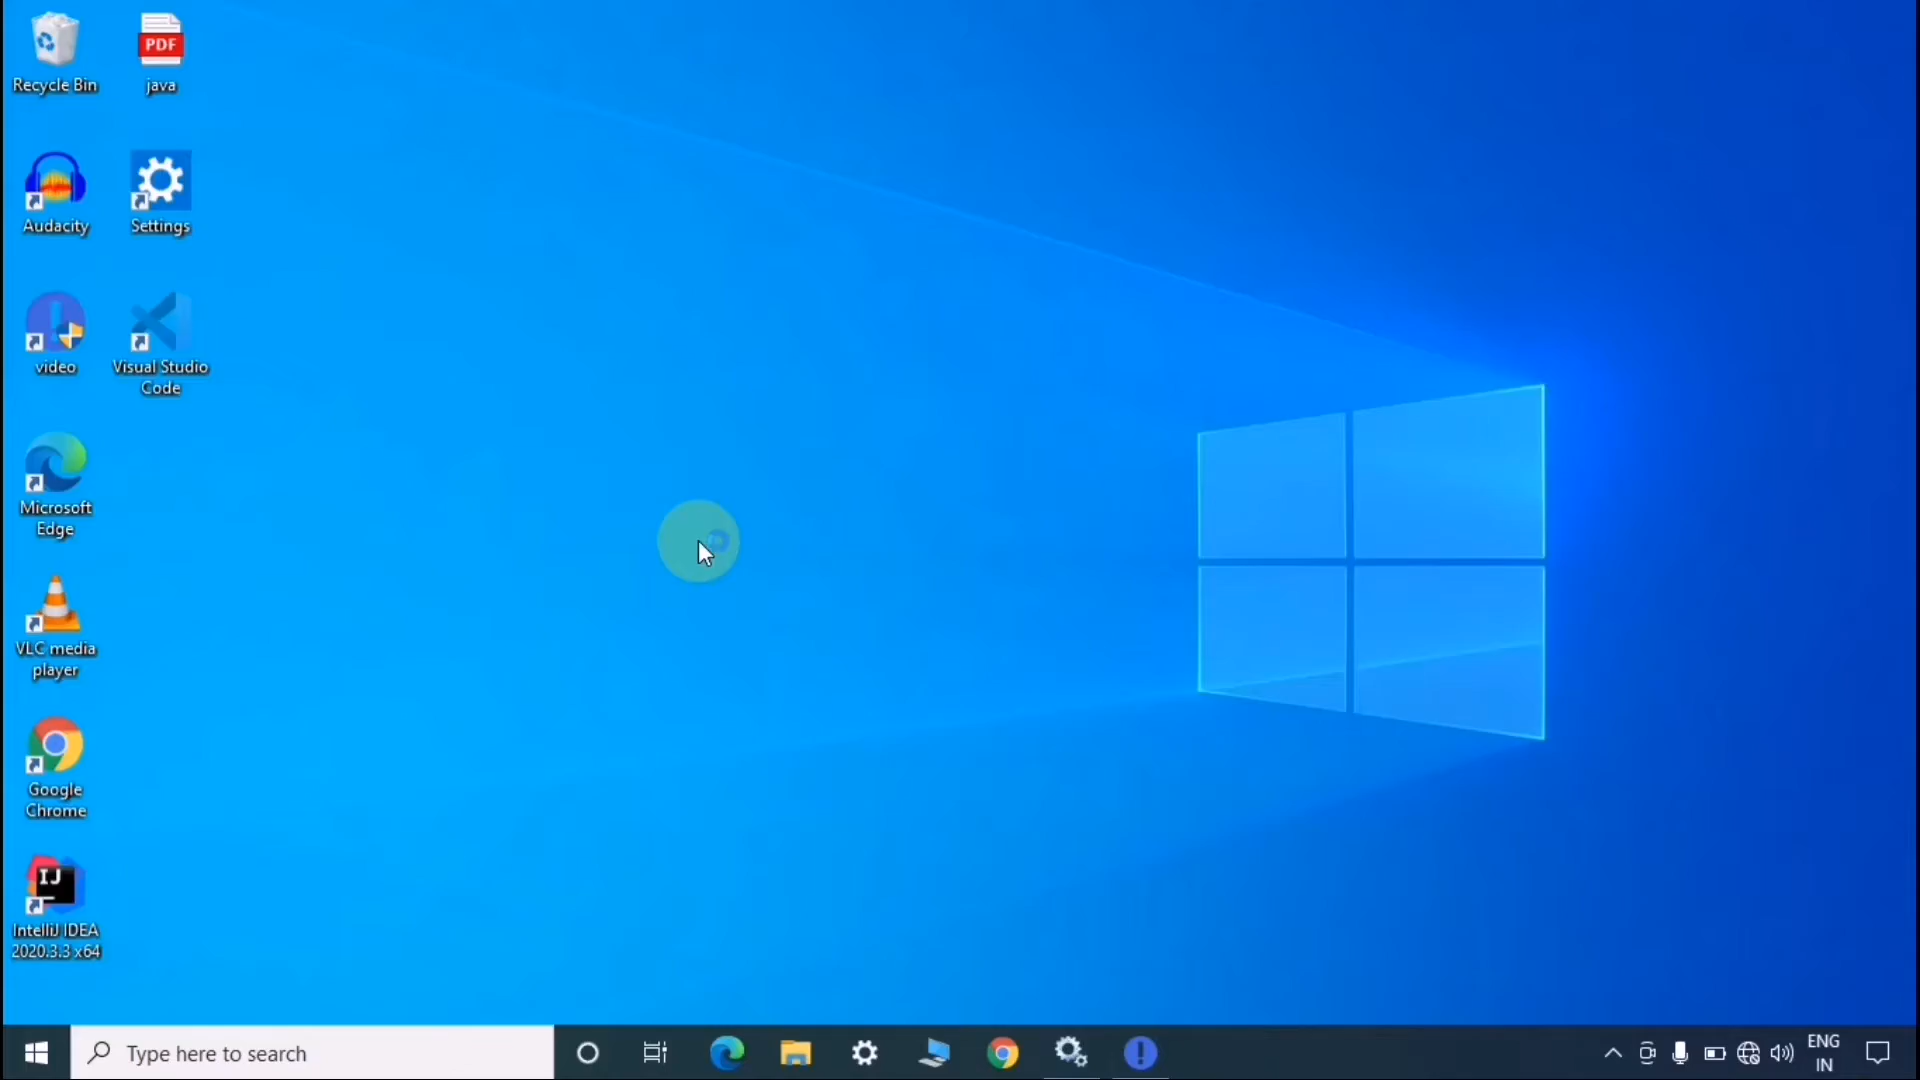 Recycle Bin
PDF
java
Audacity
Settings
video
Visual Studio
Code
Microsoft
Edge
VLC media
player
Google
Chrome
IJ
IntelliJ IDEA
2020.3.3 x64
Type here to search
ENG
IN